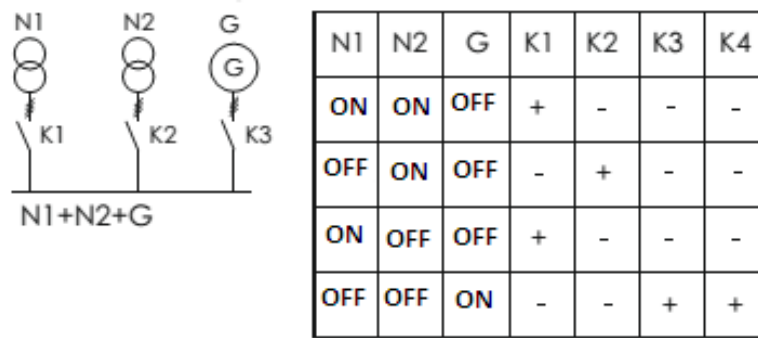 N1 N2 G
G
K1 K2 K3
N1+N2+G
N1 N2 G K1 K2 K3 K4
ON ON OFF + - - -
OFF ON OFF - + - -
ON OFF OFF + - - -
OFF OFF ON - - + +